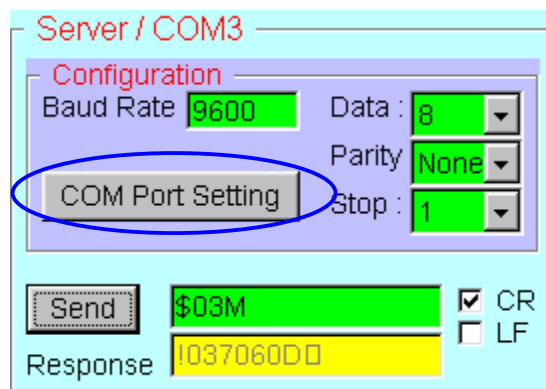 Server / COM3
Configuration
Baud Rate 9600 Data : 8
Parity None
COM Port Setting Stop : 1
Send $03M CR
LF
Response !037060D□